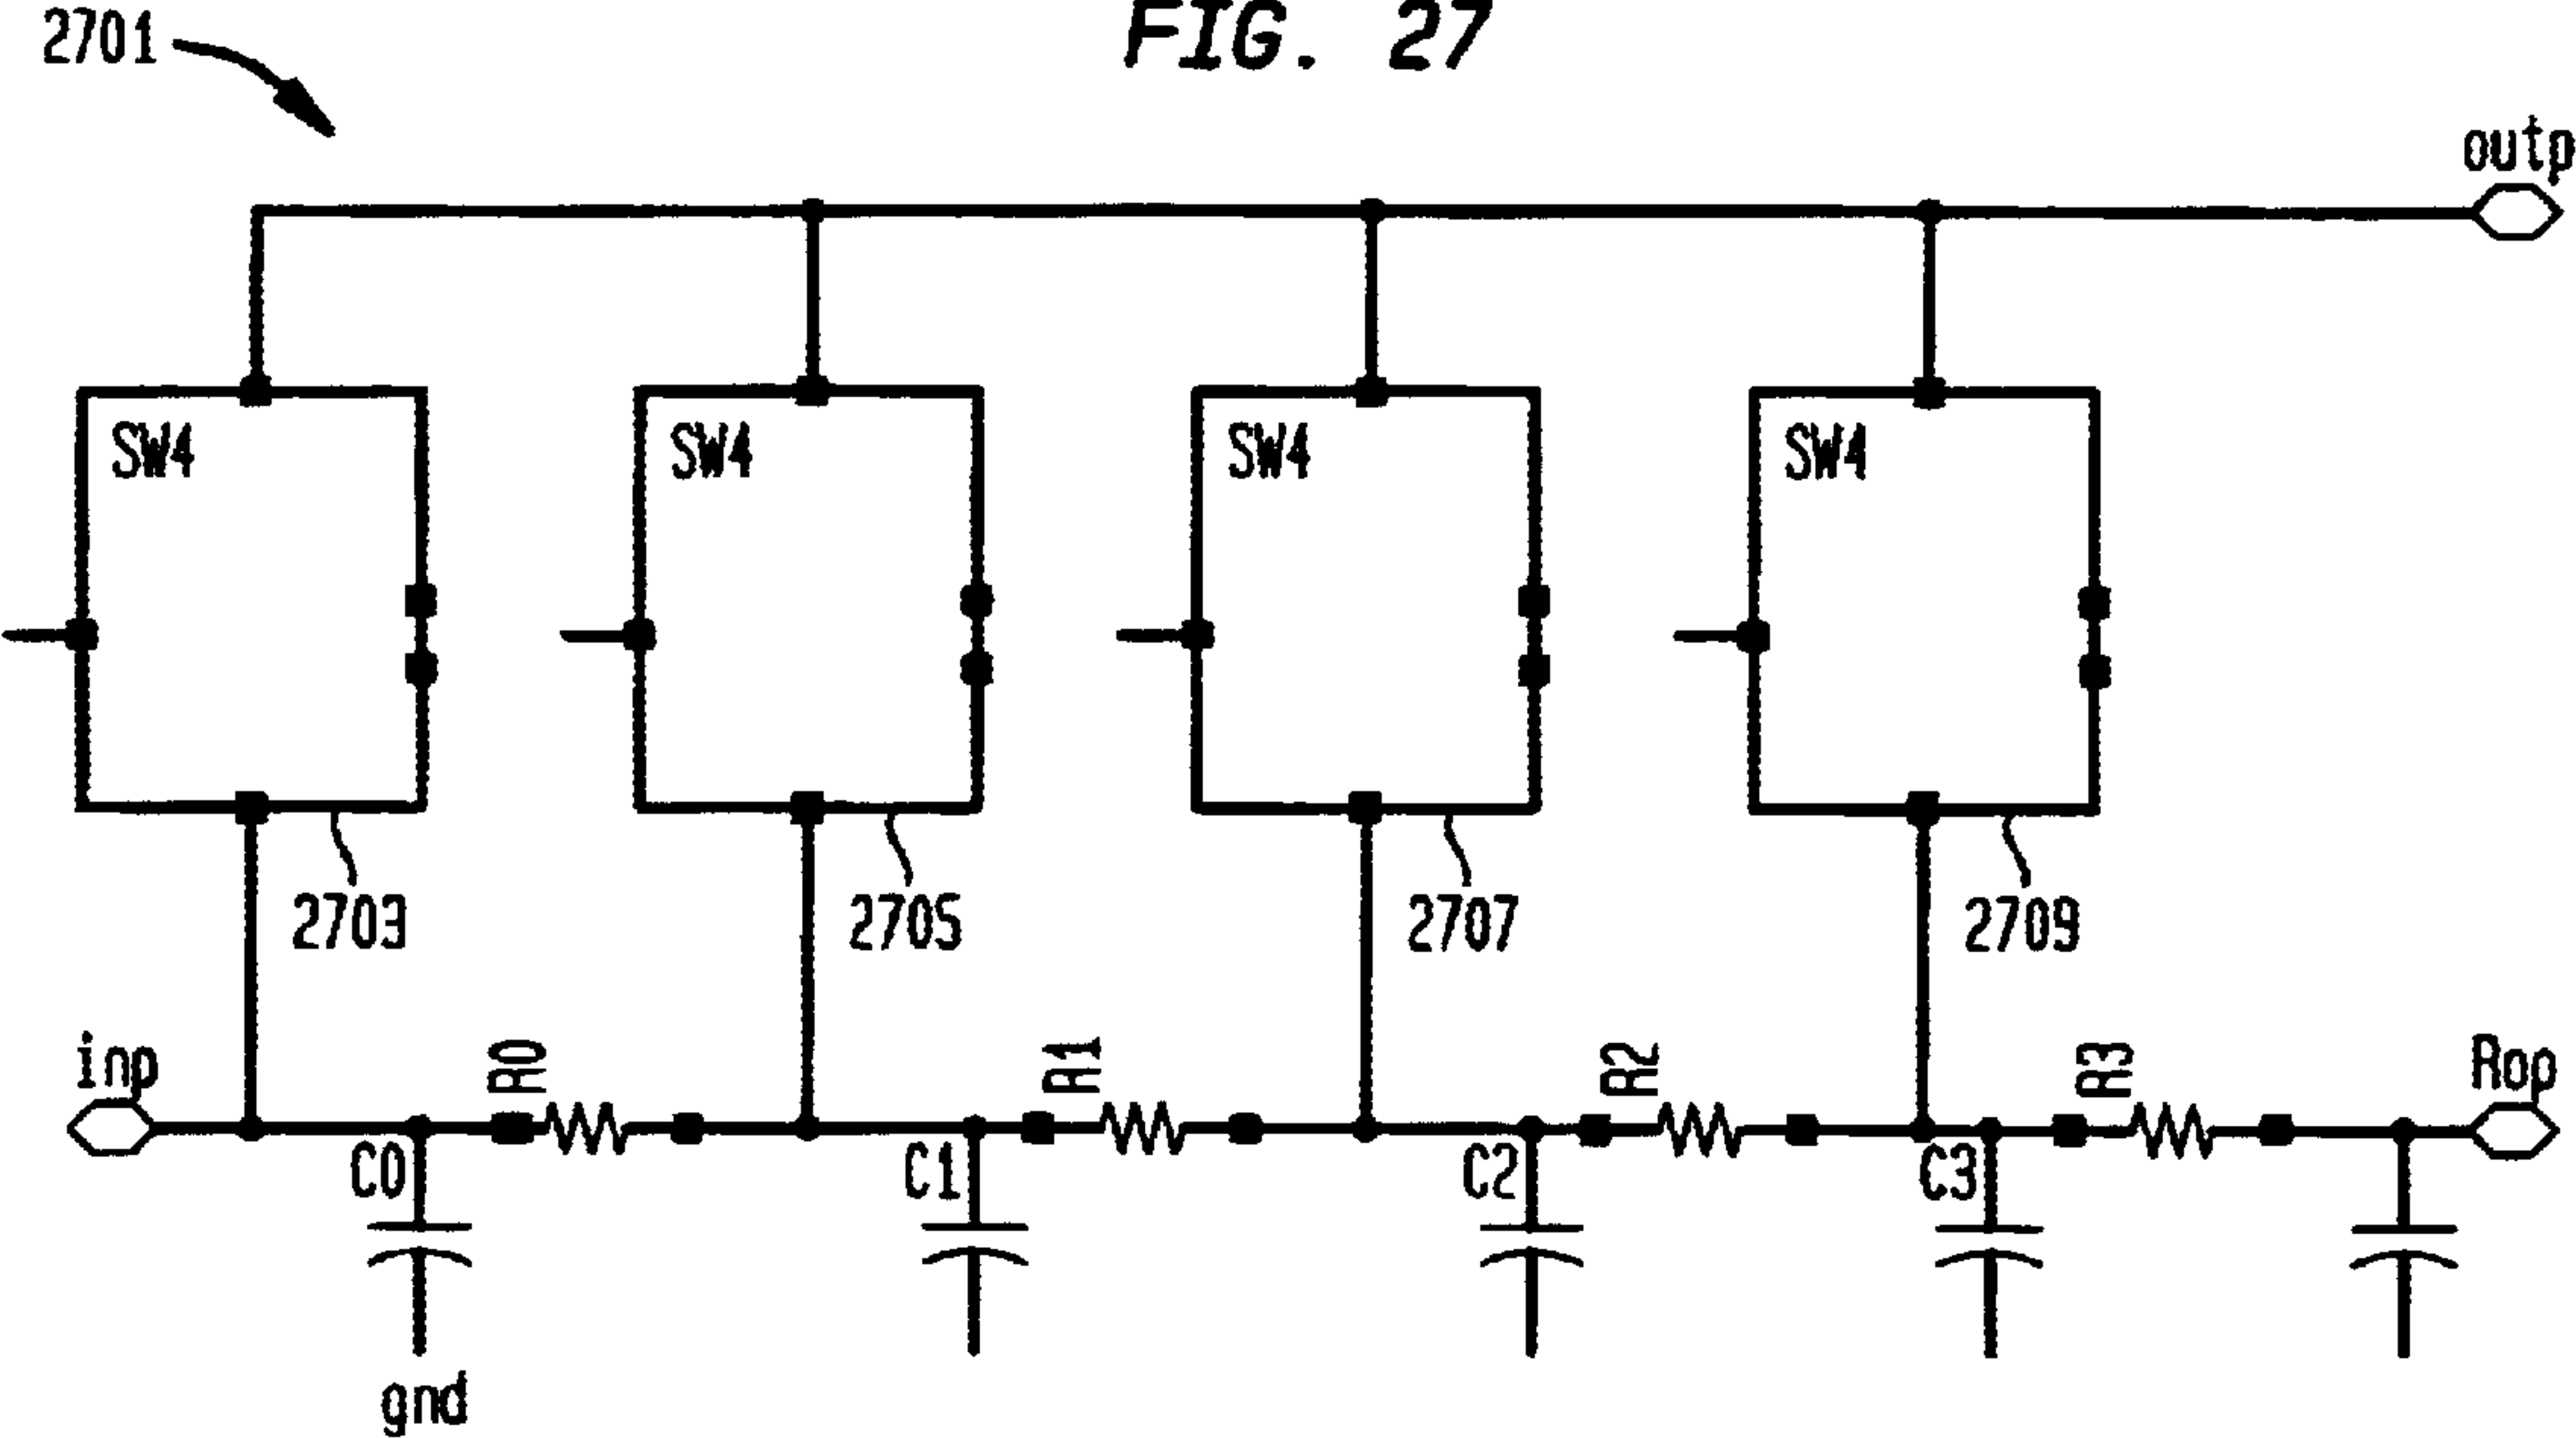 FIG. 27
2701
outp
SW4
SW4
SW4
SW4
2703
2705
2707
2709
inp
R0
R1
R2
R3
Rop
C0
C1
C2
C3
gnd